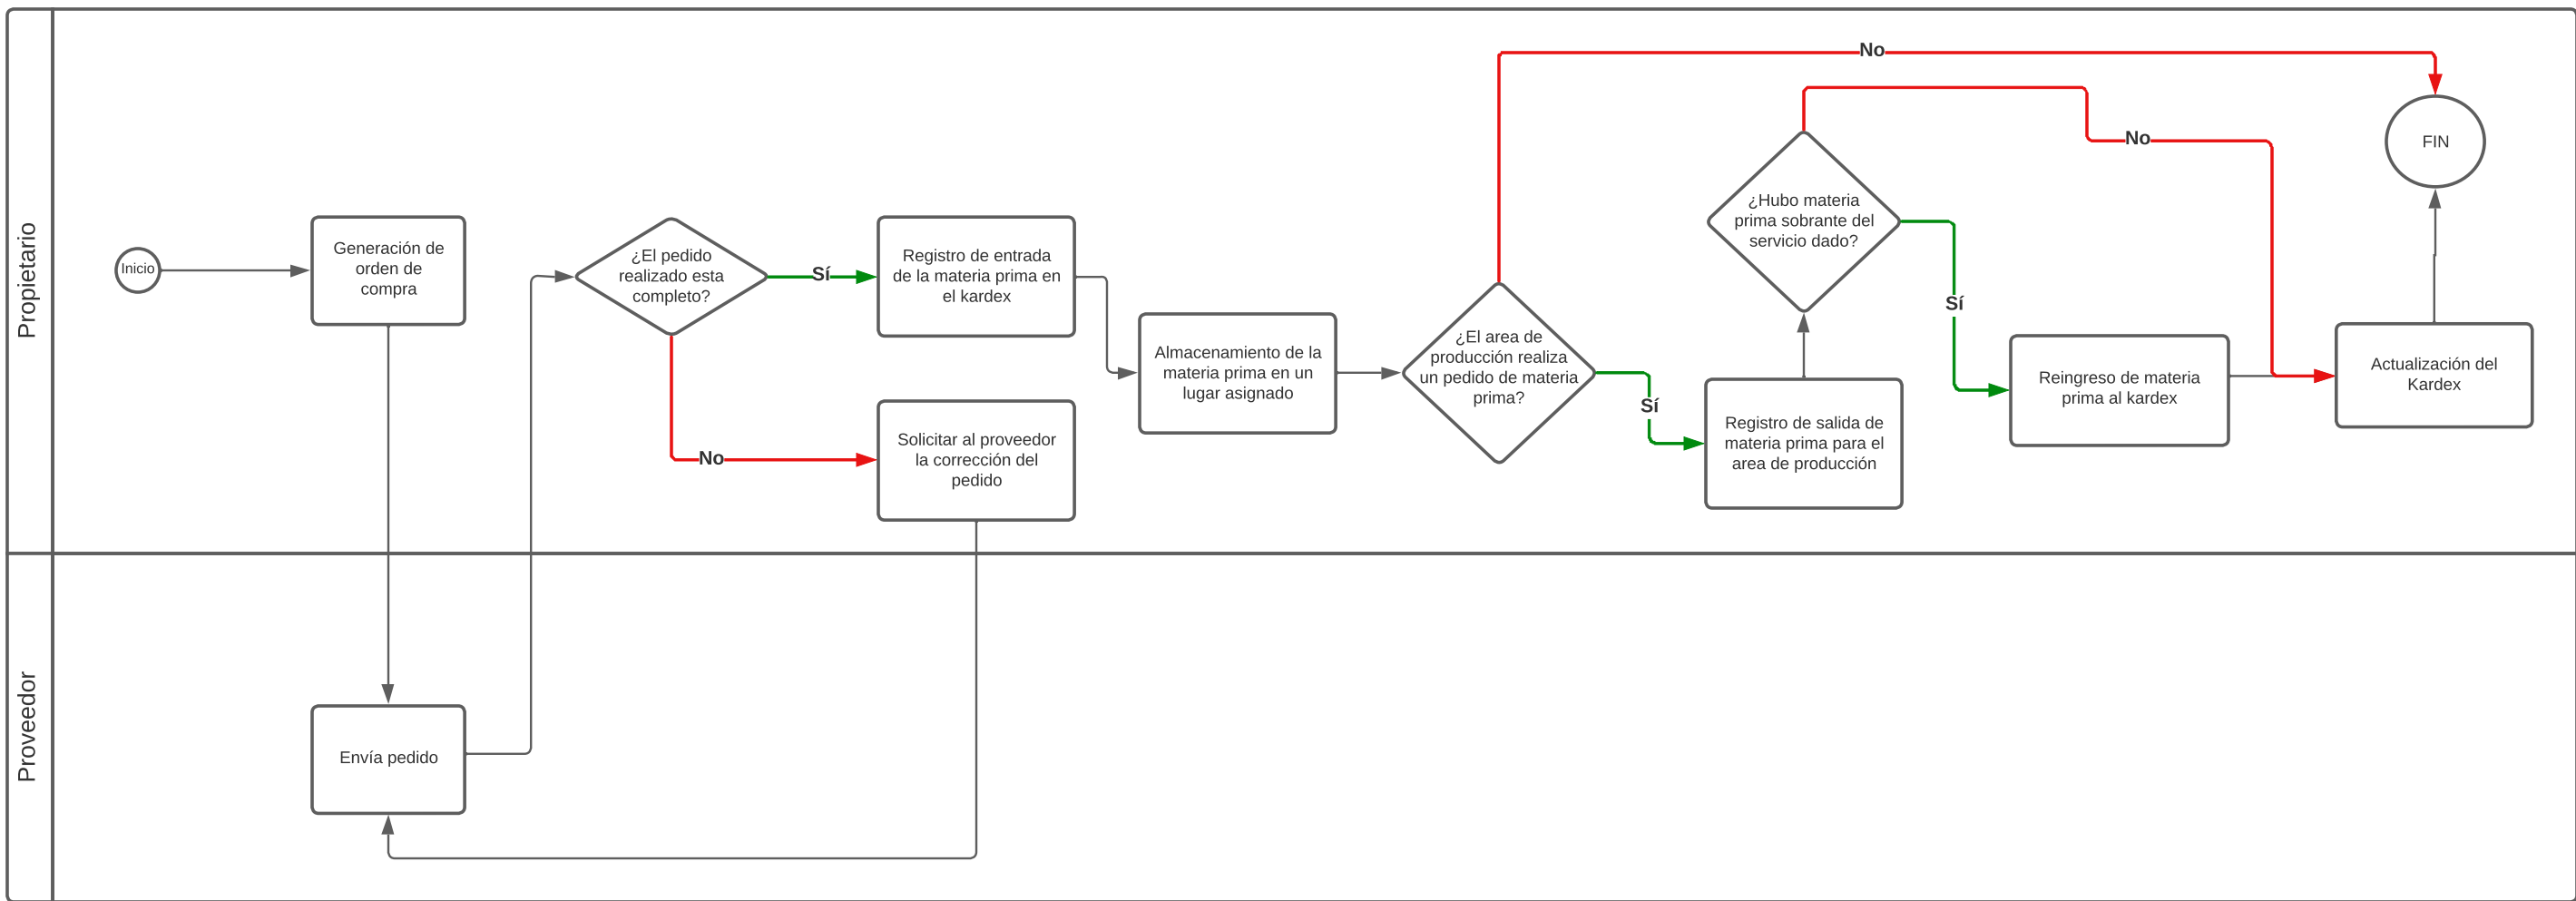 Propietario
Inicio
Generación de
orden de
compra
¿El pedido
realizado esta
completo?
Sí
No
Registro de entrada
de la materia prima en
el kardex
Solicitar al proveedor
la corrección del
pedido
Almacenamiento de la
materia prima en un
lugar asignado
¿El area de
producción realiza
un pedido de materia
prima?
No
Sí
Registro de salida de
materia prima para el
area de producción
¿Hubo materia
prima sobrante del
servicio dado?
No
Sí
Reingreso de materia
prima al kardex
Actualización del
Kardex
FIN
Proveedor
Envía pedido